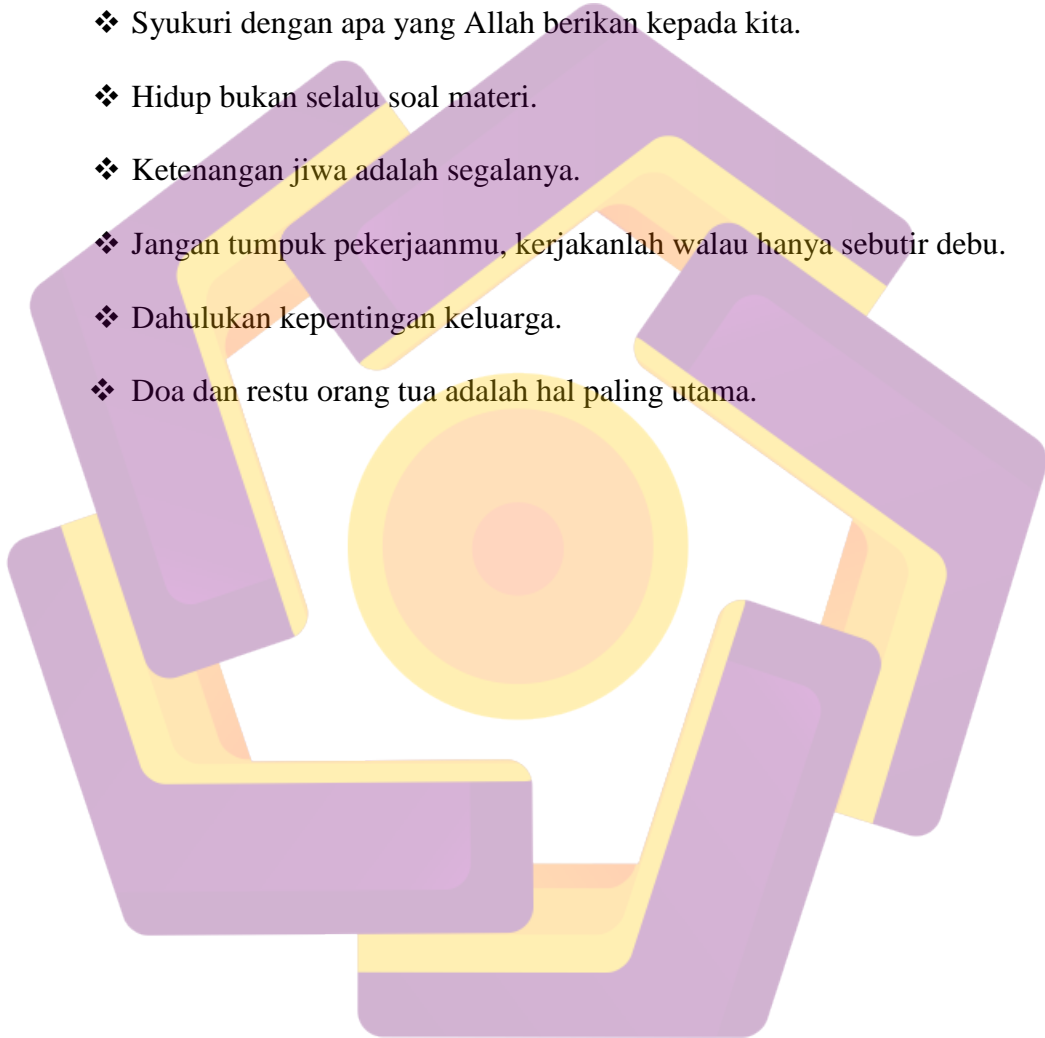 ❖ Syukuri dengan apa yang Allah berikan kepada kita.
❖ Hidup bukan selalu soal materi.
❖ Ketenangan jiwa adalah segalanya.
❖ Jangan tumpuk pekerjaanmu, kerjakanlah walau hanya sebutir debu.
❖ Dahulukan kepentingan keluarga.
❖ Doa dan restu orang tua adalah hal paling utama.